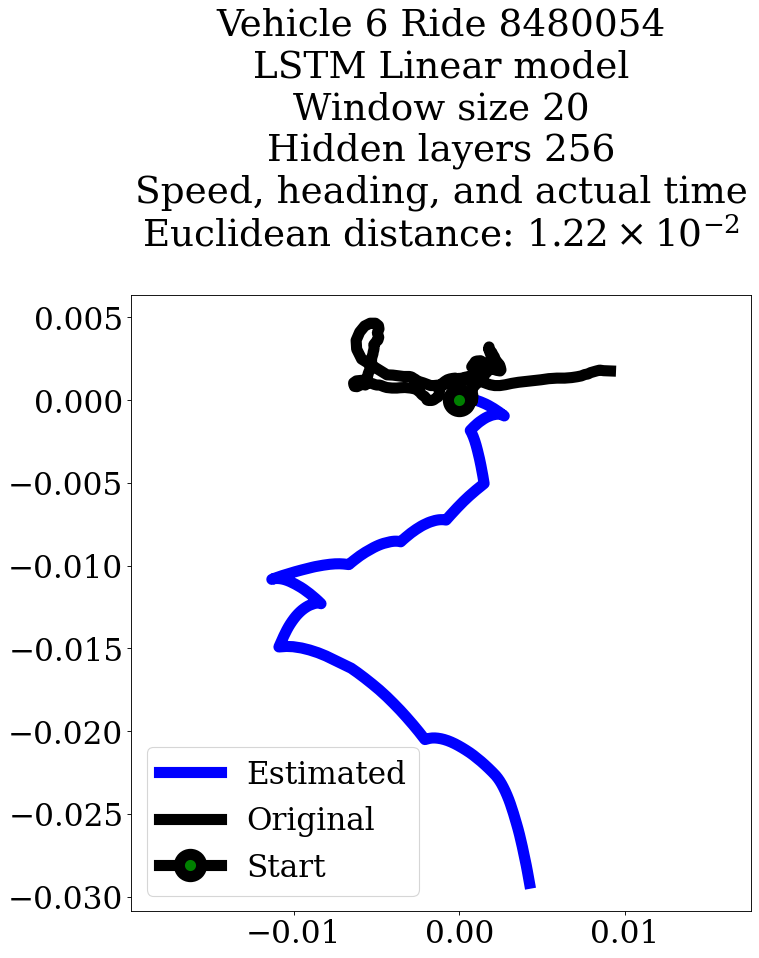 Vehicle 6 Ride 8480054
LSTM Linear model
Window size 20
Hidden layers 256
Speed, heading, and actual time
Euclidean distance: 1.22 × 10⁻²
0.005
0.000
−0.005
−0.010
−0.015
−0.020
−0.025
−0.030
Estimated
Original
Start
−0.01
0.00
0.01